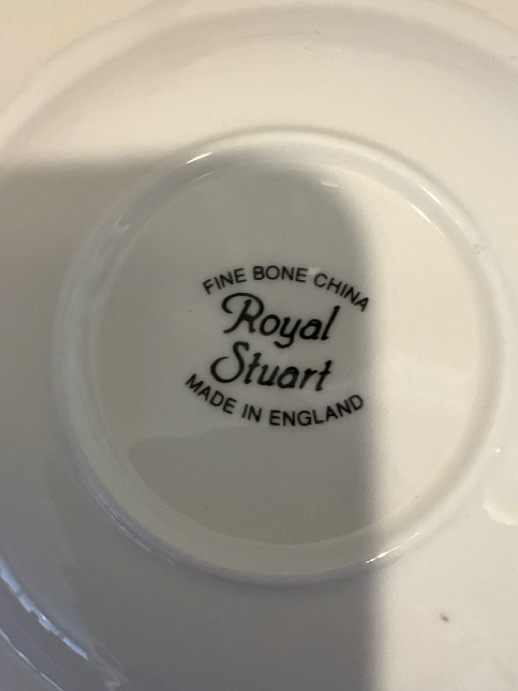 FINE BONE CHINA
Royal
Stuart
MADE IN ENGLAND